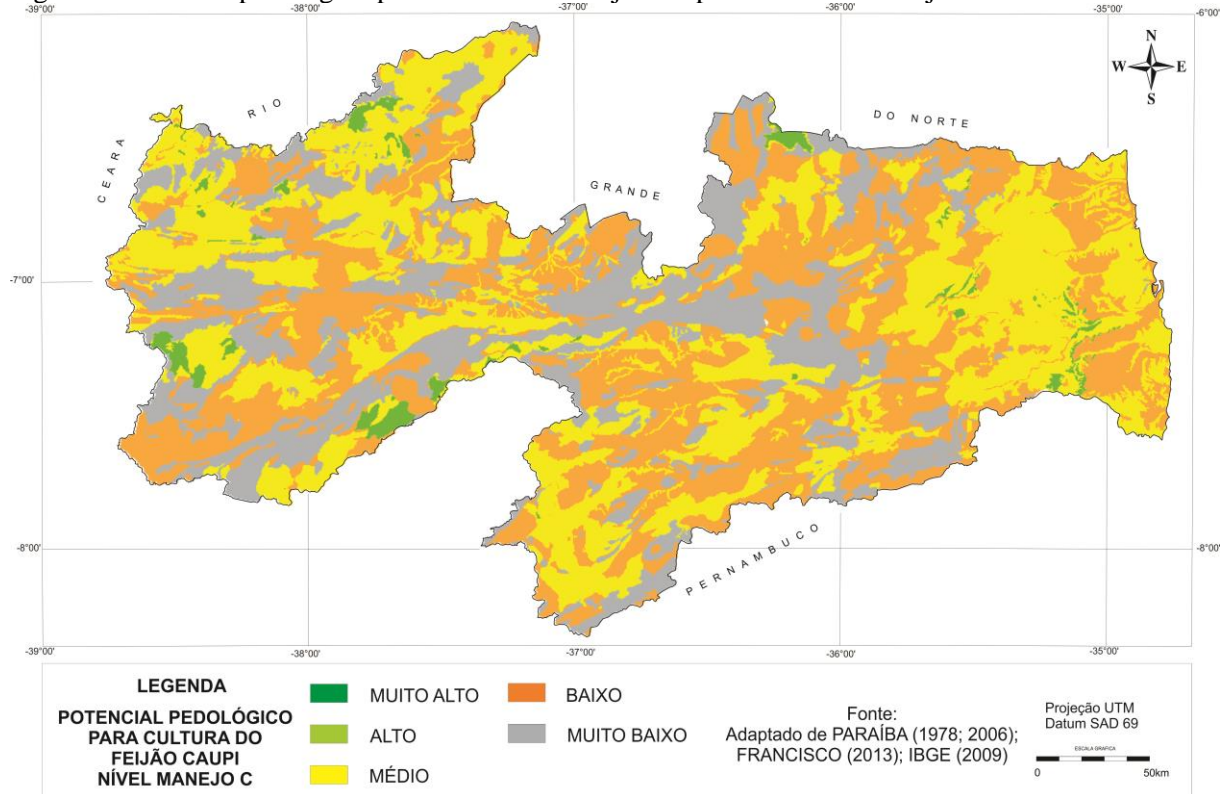 -39°00'
-38°00'
-37°00'
-36°00'
-35°00'
-6°00'
N
W
E
S
RIO
DO NORTE
CEARA
GRANDE
-7°00'
-8°00'
-8°00'
PERNAMBUCO
-39°00'
-38°00'
-37°00'
-36°00'
-35°00'
LEGENDA
POTENCIAL PEDOLÓGICO
PARA CULTURA DO
FEIJÃO CAUPI
NÍVEL MANEJO C
MUITO ALTO
ALTO
MÉDIO
BAIXO
MUITO BAIXO
Fonte:
Adaptado de PARAÍBA (1978; 2006);
FRANCISCO (2013); IBGE (2009)
Projeção UTM
Datum SAD 69
ESCALA GRAFICA
0 50km